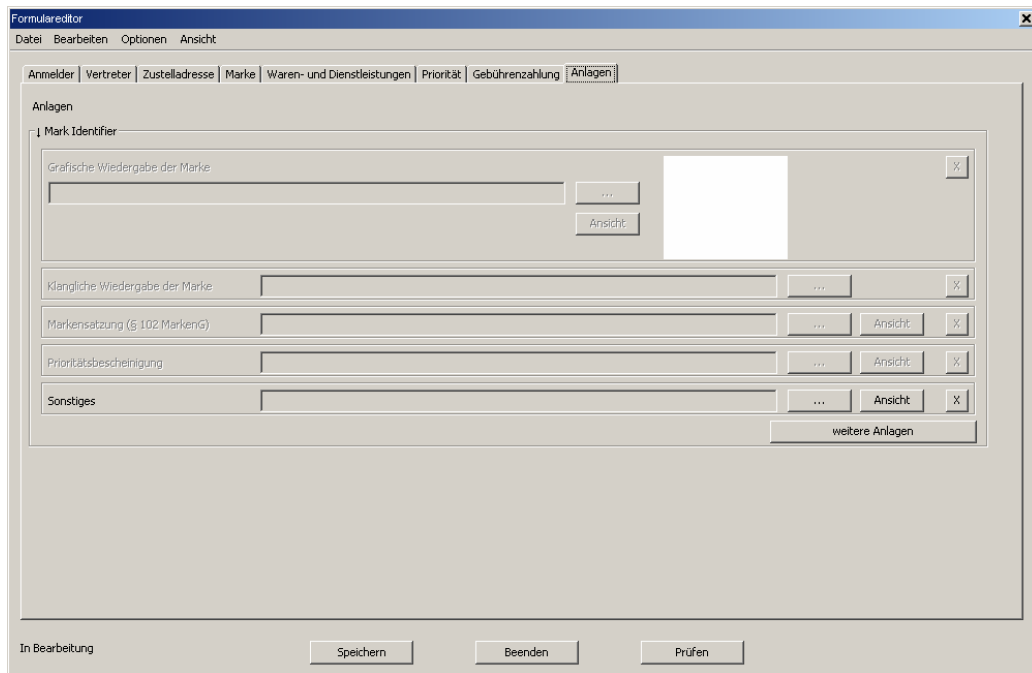 Formulareditor X
Datei Bearbeiten Optionen Ansicht
Anmelder Vertreter Zustelladresse Marke Waren- und Dienstleistungen Priorität Gebührenzahlung Anlagen
Anlagen
↓ Mark Identifier
Grafische Wiedergabe der Marke X
...
Ansicht
Klangliche Wiedergabe der Marke ... X
Markensatzung (§ 102 MarkenG) ... Ansicht X
Prioritätsbescheinigung ... Ansicht X
Sonstiges ... Ansicht X
weitere Anlagen
In Bearbeitung Speichern Beenden Prüfen